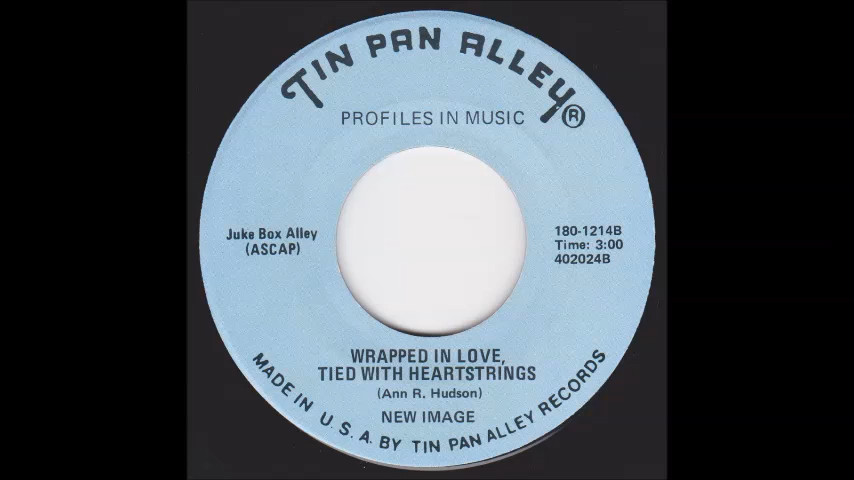 TIN PAN ALLEY®
PROFILES IN MUSIC
Juke Box Alley
(ASCAP)
180-1214B
Time: 3:00
402024B
WRAPPED IN LOVE,
TIED WITH HEARTSTRINGS
(Ann R. Hudson)
NEW IMAGE
MADE IN U.S.A. BY TIN PAN ALLEY RECORDS